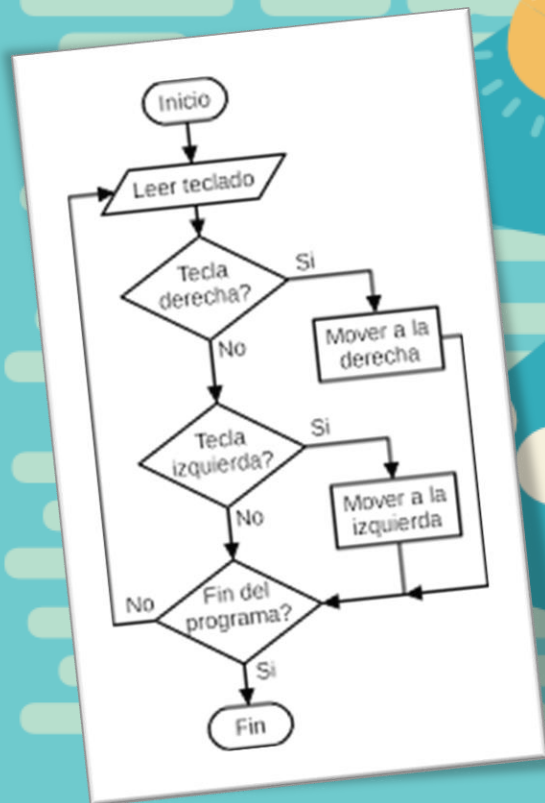 Inicio
Leer teclado
Tecla
derecha?
Si
Mover a la
derecha
No
Tecla
izquierda?
Si
Mover a la
izquierda
No
Fin del
programa?
No
Si
Fin